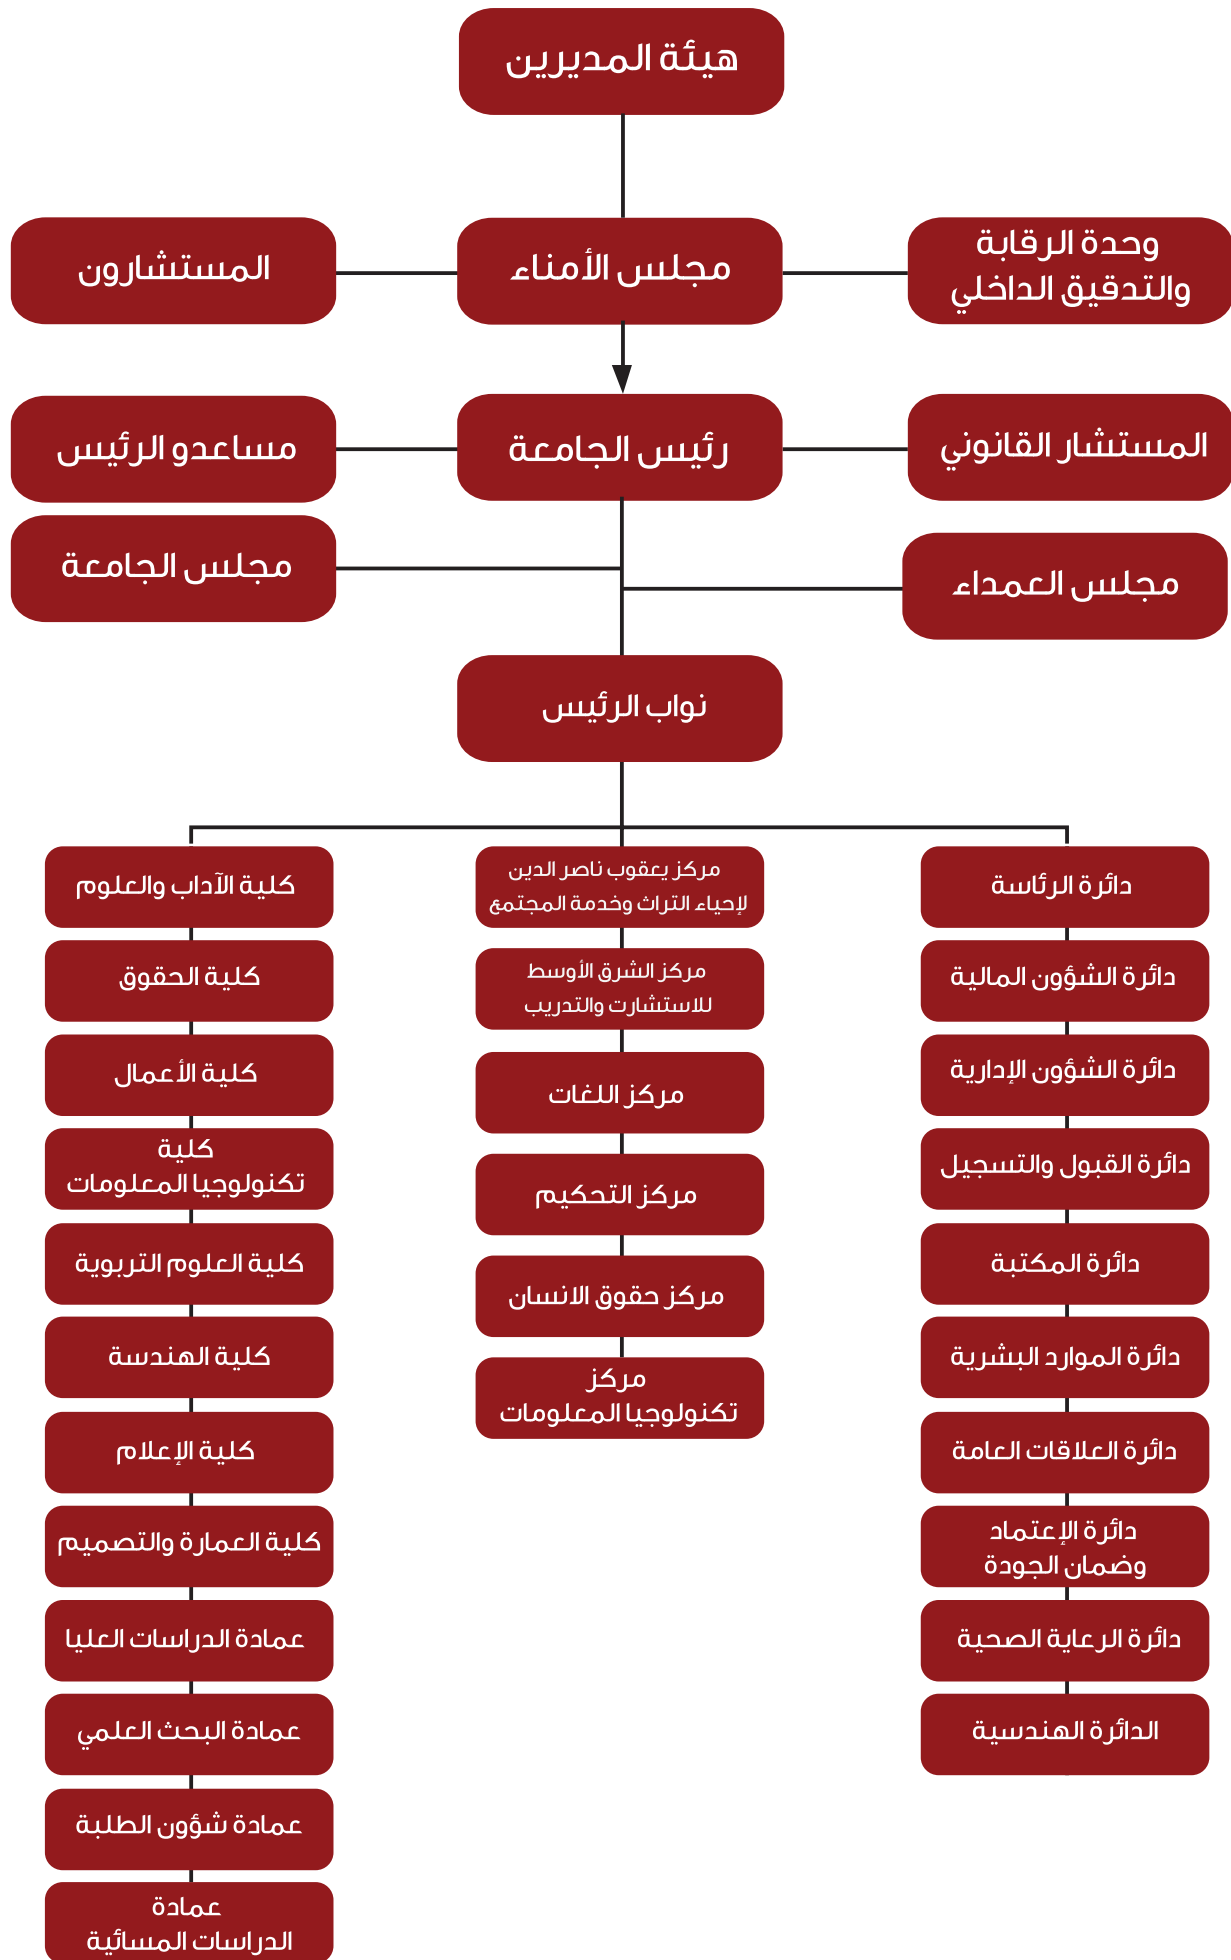 هيئة المديرين
وحدة الرقابة
والتدقيق الداخلي
مجلس الأمناء
المستشارون
المستشار القانوني
رئيس الجامعة
مساعدو الرئيس
مجلس الجامعة
مجلس العمداء
نواب الرئيس
دائرة الرئاسة
دائرة الشؤون المالية
دائرة الشؤون الإدارية
دائرة القبول والتسجيل
دائرة المكتبة
دائرة الموارد البشرية
دائرة العلاقات العامة
دائرة الإعتماد
وضمان الجودة
دائرة الرعاية الصحية
الدائرة الهندسية
مركز يعقوب ناصر الدين
لإحياء التراث وخدمة المجتمع
مركز الشرق الأوسط
للاستشارت والتدريب
مركز اللغات
مركز التحكيم
مركز حقوق الانسان
مركز
تكنولوجيا المعلومات
كلية الآداب والعلوم
كلية الحقوق
كلية الأعمال
كلية
تكنولوجيا المعلومات
كلية العلوم التربوية
كلية الهندسة
كلية الإعلام
كلية العمارة والتصميم
عمادة الدراسات العليا
عمادة البحث العلمي
عمادة شؤون الطلبة
عمادة
الدراسات المسائية